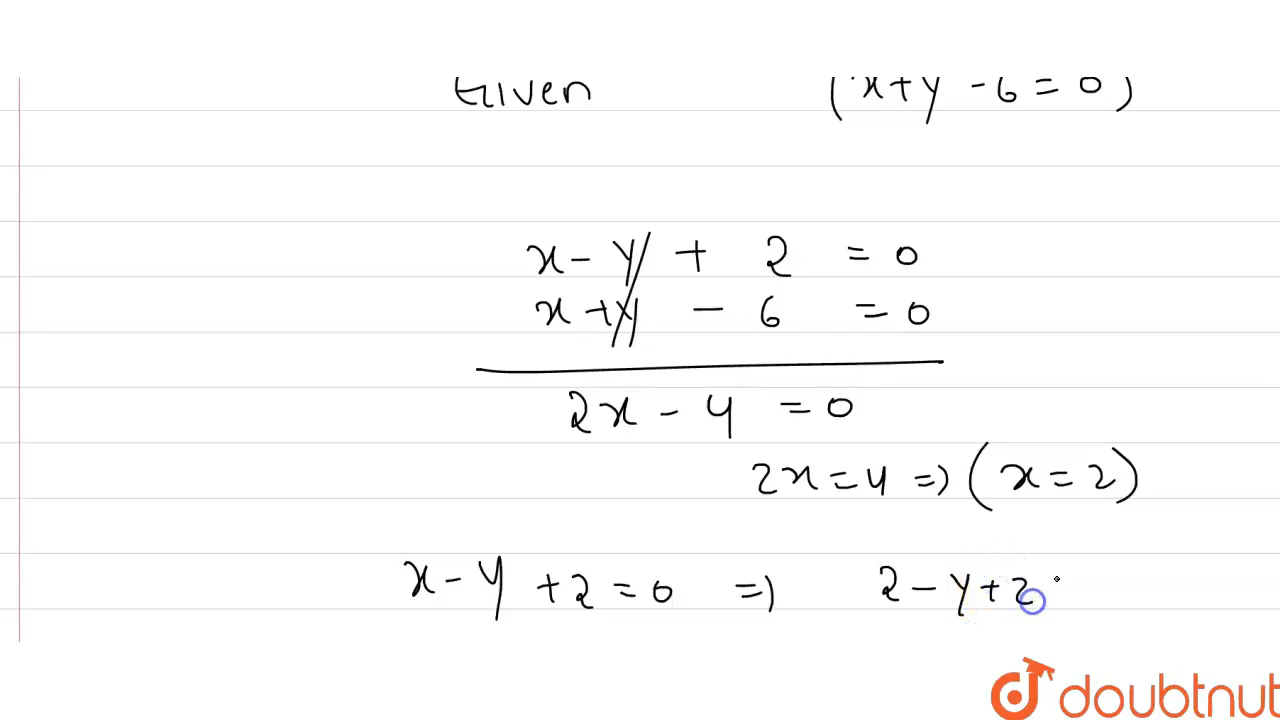 Given (x+y-6=0)
x-y+2=0
x+y-6=0
2x-4=0
2x=4=>(x=2)
x-y+2=0 => 2-y+2
doubtnut